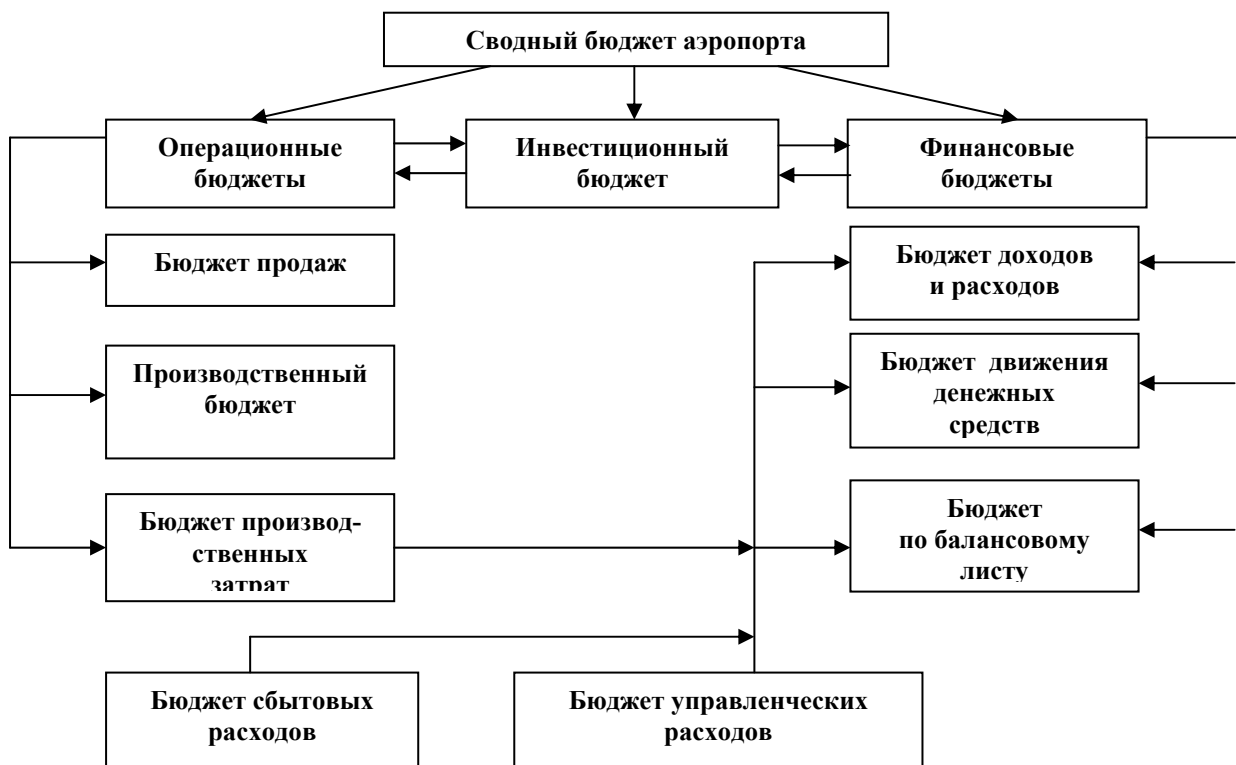 Сводный бюджет аэропорта
Операционные
бюджеты
Инвестиционный
бюджет
Финансовые
бюджеты
Бюджет продаж
Бюджет доходов
и расходов
Производственный
бюджет
Бюджет движения
денежных
средств
Бюджет производ-
ственных
затрат
Бюджет
по балансовому
листу
Бюджет сбытовых
расходов
Бюджет управленческих
расходов